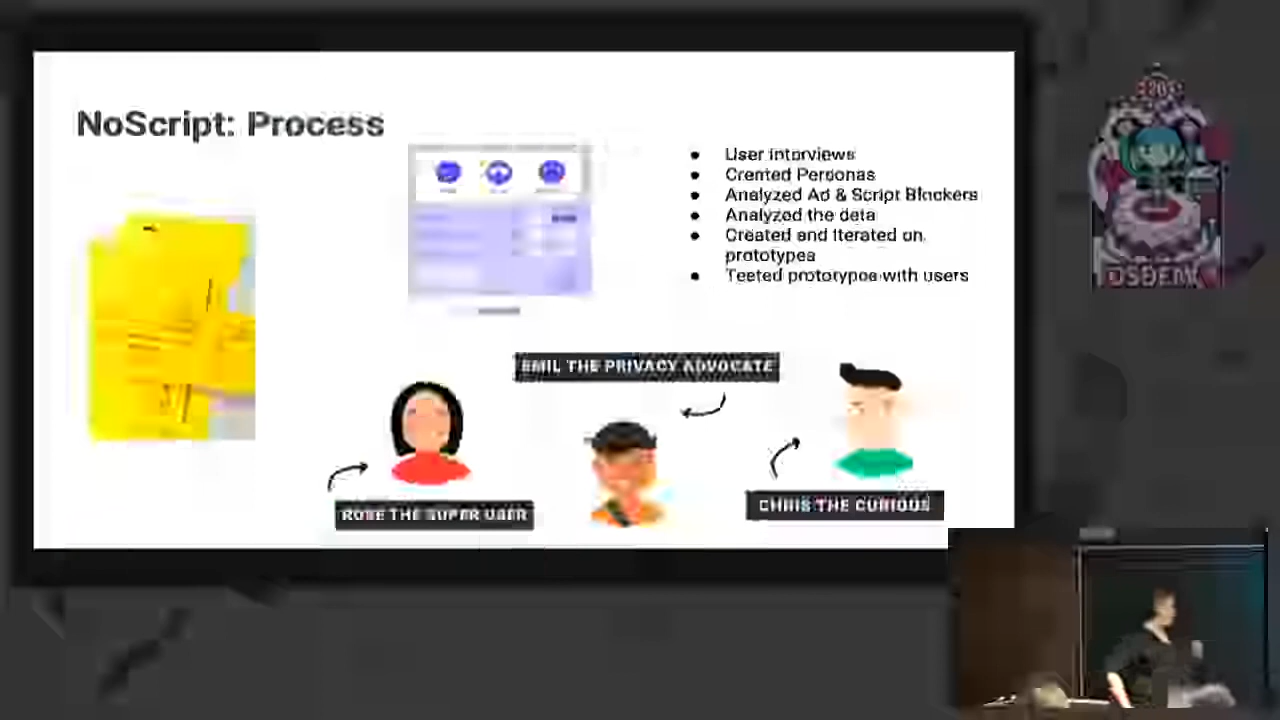 NoScript: Process
● User interviews
● Created Personas
● Analyzed Ad & Script Blockers
● Analyzed the data
● Created and Iterated on
prototypes
● Tested prototypes with users
EMIL THE PRIVACY ADVOCATE
ROSE THE SUPER USER
CHRIS THE CURIOUS